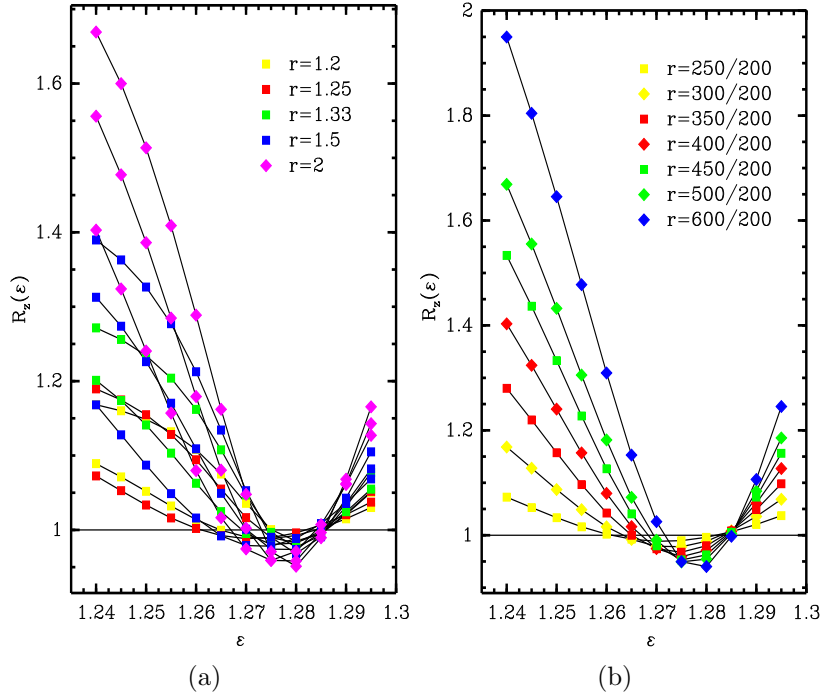 1.6
1.4
1.2
1
R_z(ε)
r=1.2
r=1.25
r=1.33
r=1.5
r=2
1.24 1.25 1.26 1.27 1.28 1.29 1.3
ε
(a)
2
1.8
1.6
1.4
1.2
1
R_z(ε)
r=250/200
r=300/200
r=350/200
r=400/200
r=450/200
r=500/200
r=600/200
1.24 1.25 1.26 1.27 1.28 1.29 1.3
ε
(b)